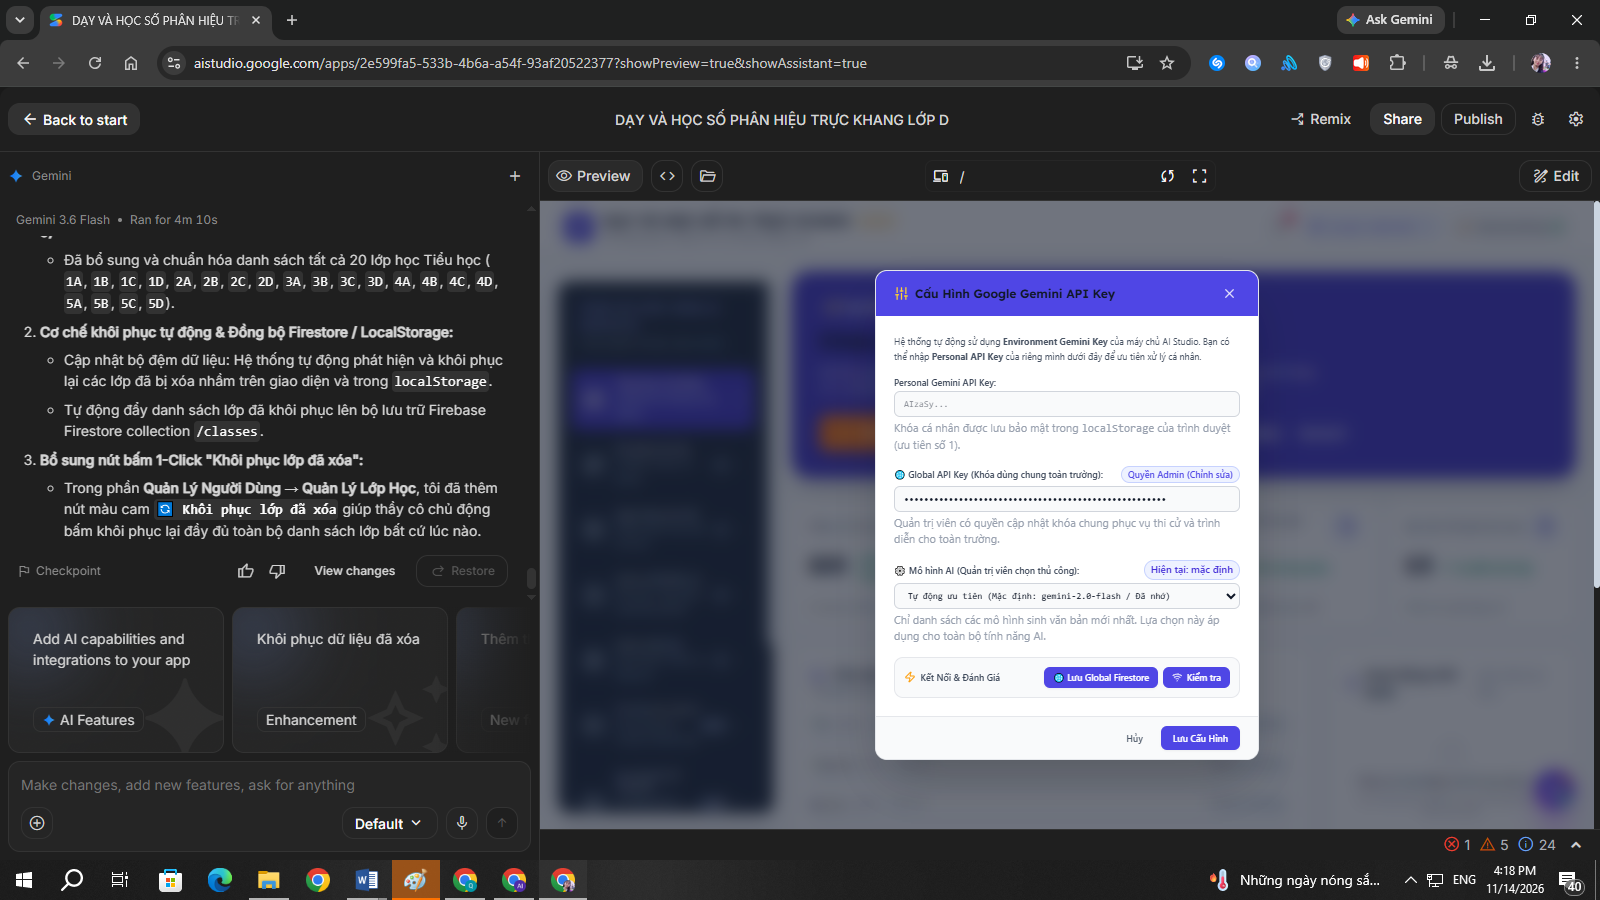 DẠY VÀ HỌC SỐ PHÂN HIỆU TR
Ask Gemini
aistudio.google.com/apps/2e599fa5-533b-4b6a-a54f-93af20522377?showPreview=true&showAssistant=true
Back to start
DẠY VÀ HỌC SỐ PHÂN HIỆU TRỰC KHANG LỚP D
Remix
Share
Publish
Gemini
Preview
/
Edit
Gemini 3.6 Flash • Ran for 4m 10s
Đã bổ sung và chuẩn hóa danh sách tất cả 20 lớp học Tiểu học (
1A, 1B, 1C, 1D, 2A, 2B, 2C, 2D, 3A, 3B, 3C, 3D, 4A, 4B, 4C, 4D,
5A, 5B, 5C, 5D).
2. Cơ chế khôi phục tự động & Đồng bộ Firestore / LocalStorage:
Cập nhật bộ đệm dữ liệu: Hệ thống tự động phát hiện và khôi phục
lại các lớp đã bị xóa nhầm trên giao diện và trong localStorage.
Tự động đẩy danh sách lớp đã khôi phục lên bộ lưu trữ Firebase
Firestore collection /classes.
3. Bổ sung nút bấm 1-Click "Khôi phục lớp đã xóa":
Trong phần Quản Lý Người Dùng → Quản Lý Lớp Học, tôi đã thêm
nút màu cam 🔄 Khôi phục lớp đã xóa giúp thầy cô chủ động
bấm khôi phục lại đầy đủ toàn bộ danh sách lớp bất cứ lúc nào.
Checkpoint
View changes
Restore
Add AI capabilities and
integrations to your app
AI Features
Khôi phục dữ liệu đã xóa
Enhancement
Thêm
New
Make changes, add new features, ask for anything
Default
Cấu Hình Google Gemini API Key
Hệ thống tự động sử dụng Environment Gemini Key của máy chủ AI Studio. Bạn có
thể nhập Personal API Key của riêng mình dưới đây để ưu tiên xử lý cá nhân.
Personal Gemini API Key:
AIzaSy...
Khóa cá nhân được lưu bảo mật trong localStorage của trình duyệt
(ưu tiên số 1).
Global API Key (Khóa dùng chung toàn trường):
Quyền Admin (Chỉnh sửa)
Quản trị viên có quyền cập nhật khóa chung phục vụ thi cử và trình
diễn cho toàn trường.
Mô hình AI (Quản trị viên chọn thủ công):
Hiện tại: mặc định
Tự động ưu tiên (Mặc định: gemini-2.0-flash / Đã nhớ)
Chỉ danh sách các mô hình sinh văn bản mới nhất. Lựa chọn này áp
dụng cho toàn bộ tính năng AI.
Kết Nối & Đánh Giá
Lưu Global Firestore
Kiểm tra
Hủy
Lưu Cấu Hình
1
5
24
Những ngày nóng sắ...
ENG
4:18 PM
11/14/2026
40